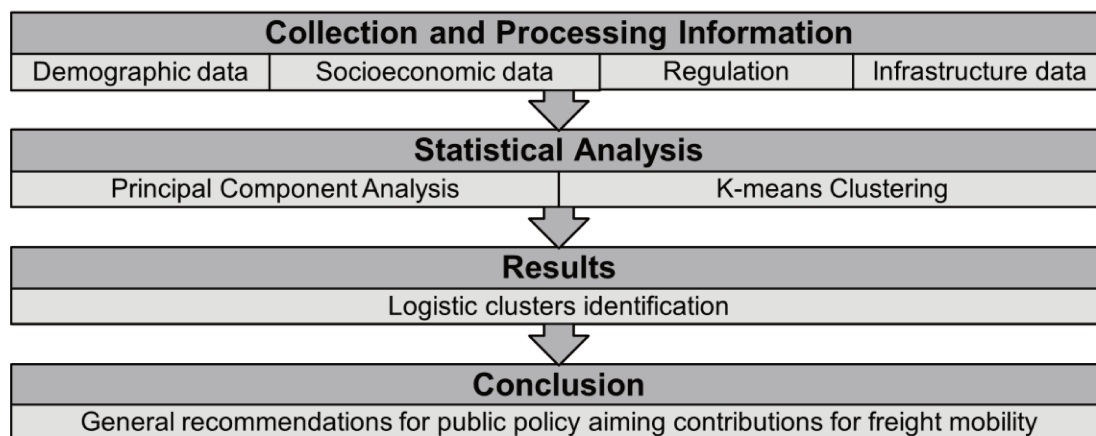 Collection and Processing Information
Demographic data Socioeconomic data Regulation Infrastructure data
Statistical Analysis
Principal Component Analysis K-means Clustering
Results
Logistic clusters identification
Conclusion
General recommendations for public policy aiming contributions for freight mobility